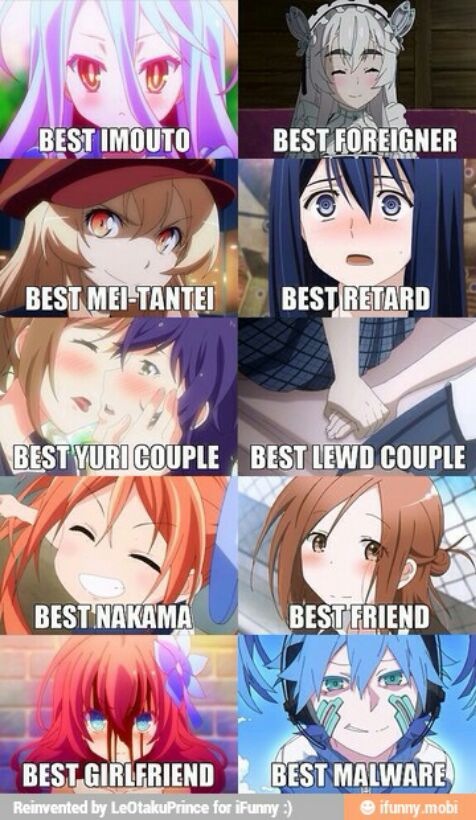 BEST IMOUTO
BEST FOREIGNER
BEST MEI-TANTEI
BEST RETARD
BEST YURI COUPLE
BEST LEWD COUPLE
BEST NAKAMA
BEST FRIEND
BEST GIRLFRIEND
BEST MALWARE
Reinvented by LeOtakuPrince for iFunny :)
ifunny.mobi